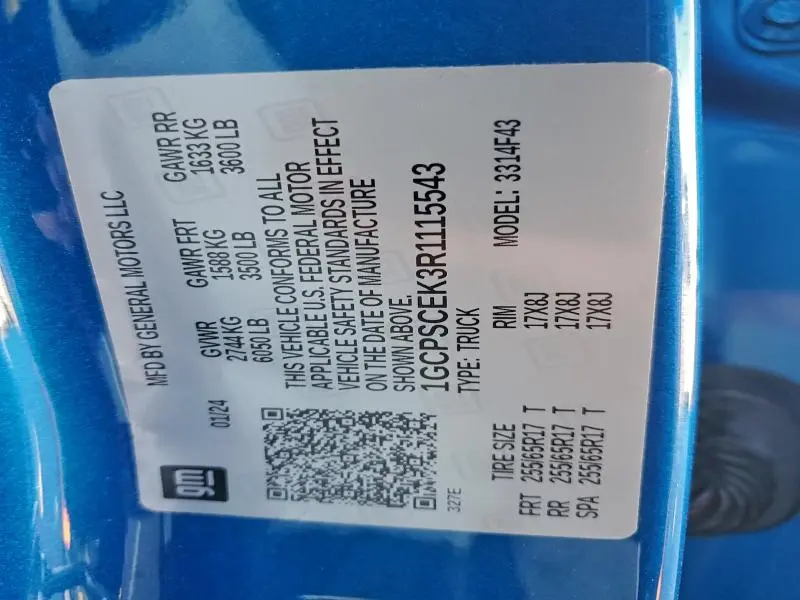 gm
MFD BY GENERAL MOTORS LLC
01/24
GVWR GAWR FRT GAWR RR
2744 KG 1588 KG 1633 KG
6050 LB 3500 LB 3600 LB
THIS VEHICLE CONFORMS TO ALL
APPLICABLE U.S. FEDERAL MOTOR
VEHICLE SAFETY STANDARDS IN EFFECT
ON THE DATE OF MANUFACTURE
SHOWN ABOVE.
1GCPSCEK3R1115543
TYPE: TRUCK
327E
TIRE SIZE RIM MODEL: 3314F43
FRT 255/65R17 T 17X8J
RR 255/65R17 T 17X8J
SPA 255/65R17 T 17X8J